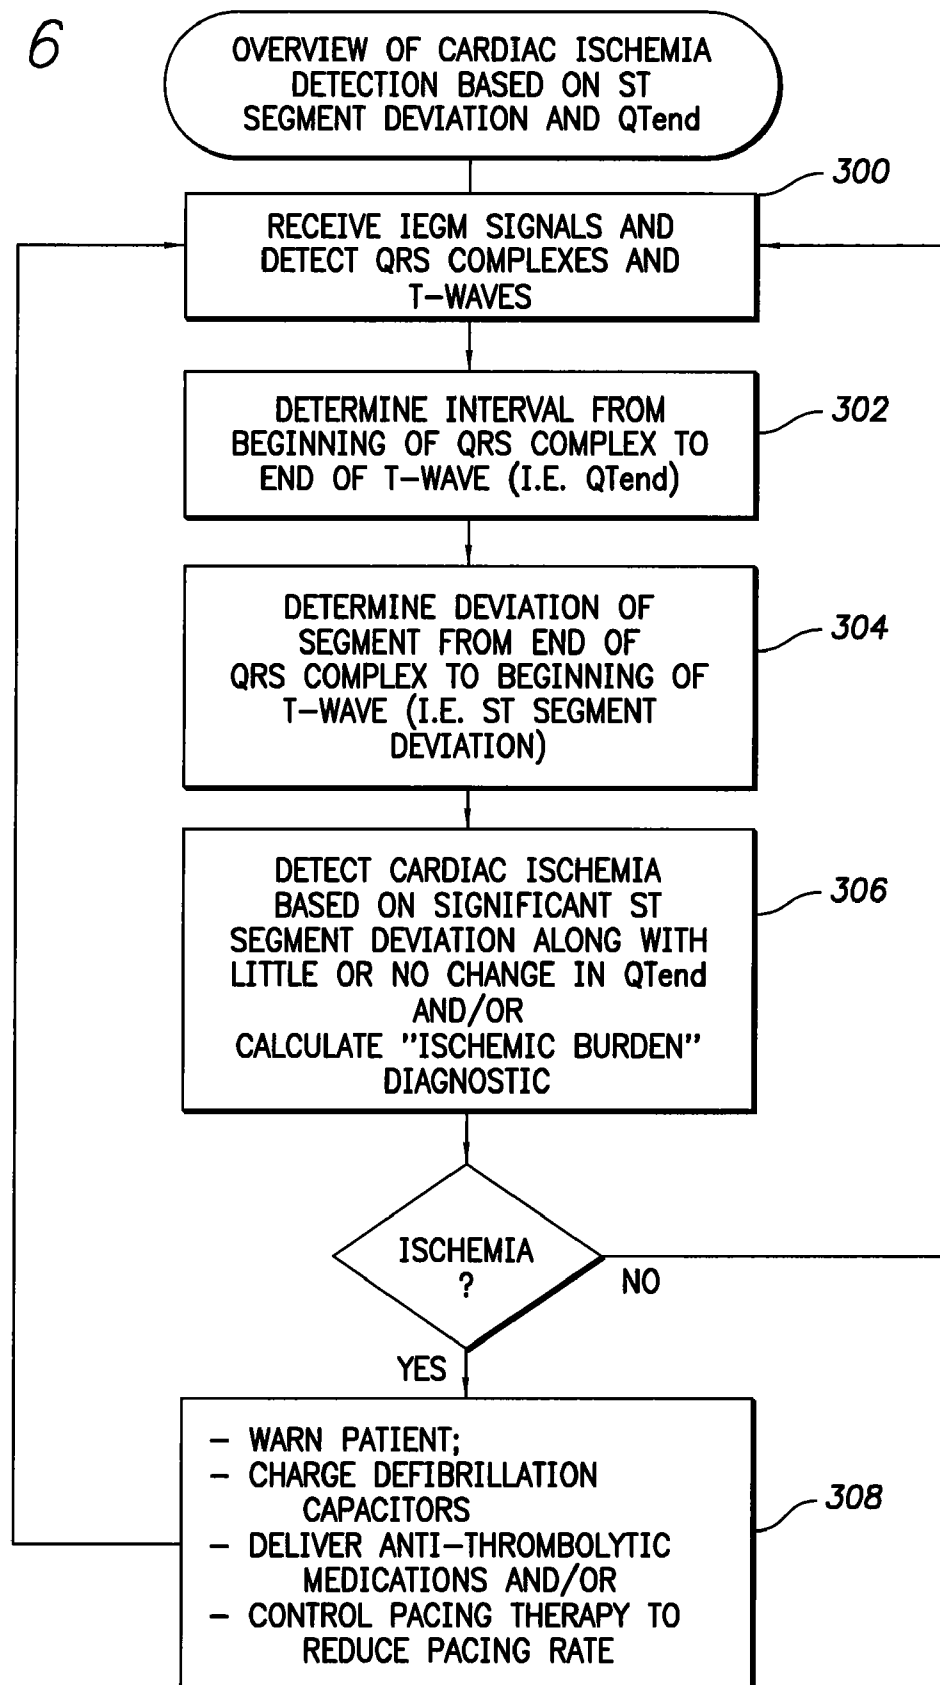 6
OVERVIEW OF CARDIAC ISCHEMIA
DETECTION BASED ON ST
SEGMENT DEVIATION AND QTend
300
RECEIVE IEGM SIGNALS AND
DETECT QRS COMPLEXES AND
T-WAVES
302
DETERMINE INTERVAL FROM
BEGINNING OF QRS COMPLEX TO
END OF T-WAVE (I.E. QTend)
304
DETERMINE DEVIATION OF
SEGMENT FROM END OF
QRS COMPLEX TO BEGINNING OF
T-WAVE (I.E. ST SEGMENT
DEVIATION)
306
DETECT CARDIAC ISCHEMIA
BASED ON SIGNIFICANT ST
SEGMENT DEVIATION ALONG WITH
LITTLE OR NO CHANGE IN QTend
AND/OR
CALCULATE "ISCHEMIC BURDEN"
DIAGNOSTIC
ISCHEMIA
?
NO
YES
- WARN PATIENT;
- CHARGE DEFIBRILLATION
CAPACITORS
- DELIVER ANTI-THROMBOLYTIC
MEDICATIONS AND/OR
- CONTROL PACING THERAPY TO
REDUCE PACING RATE
308